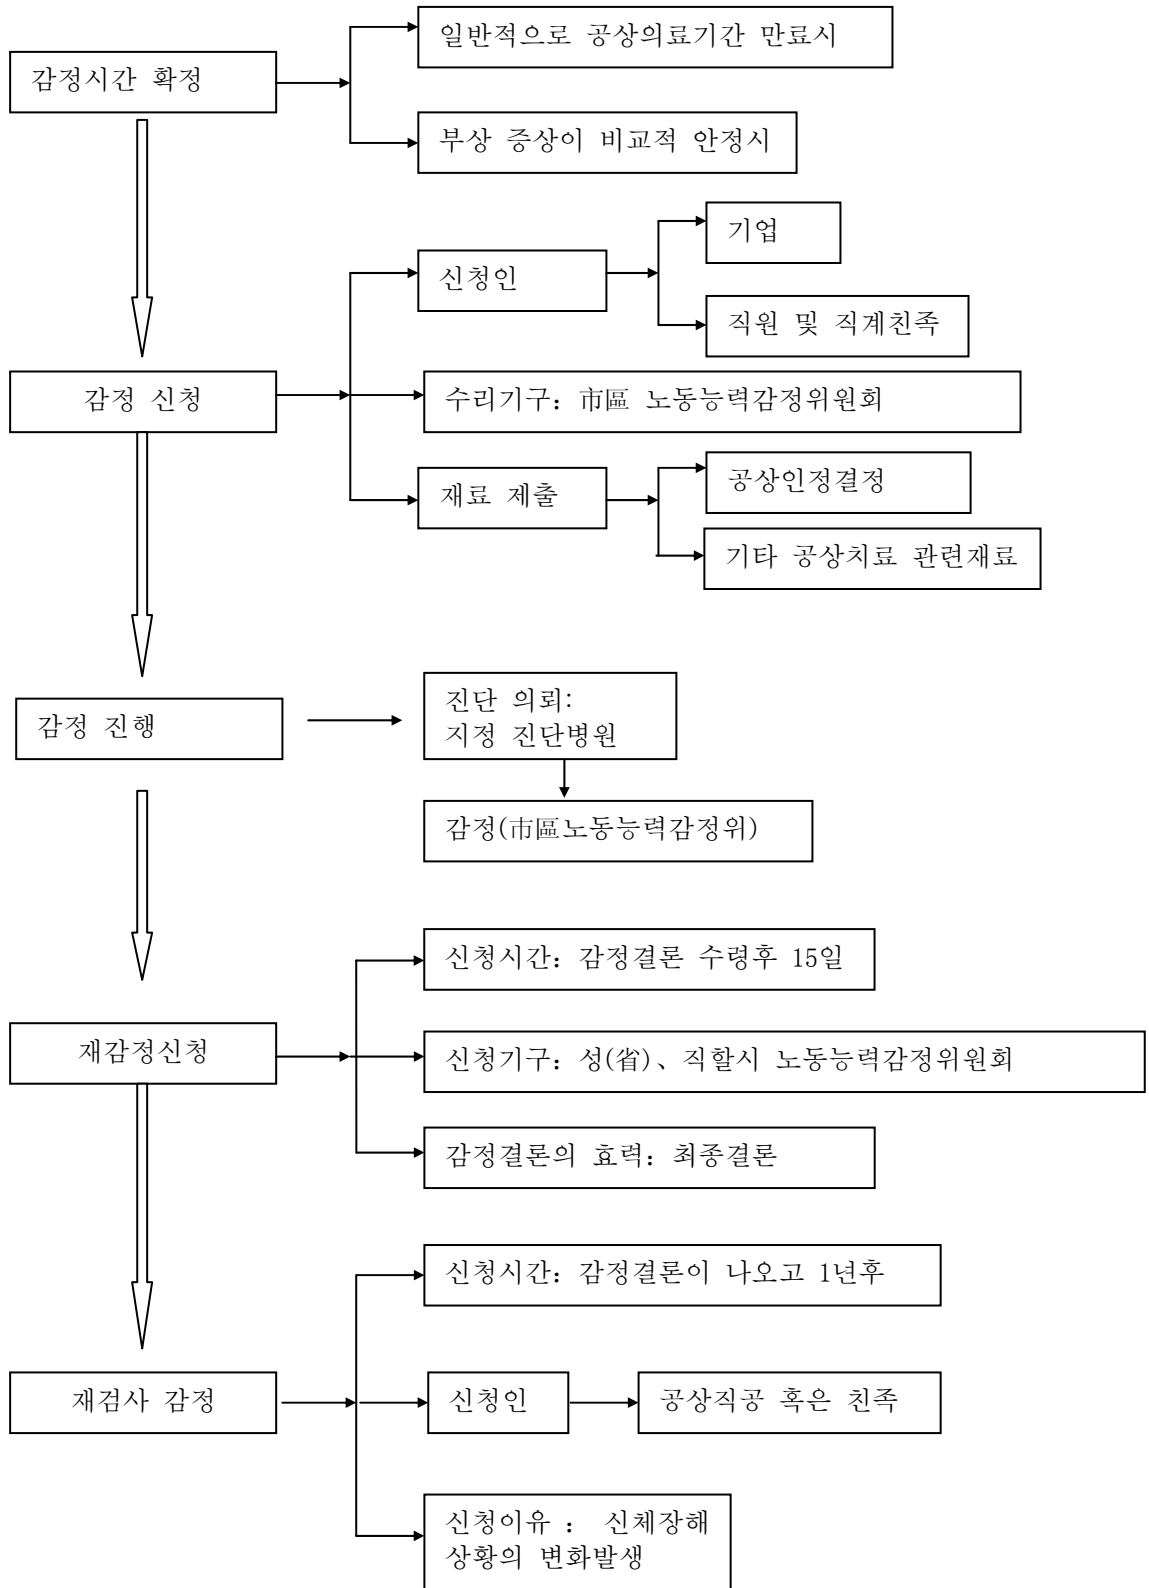 일반적으로 공상의료기간 만료시
감정시간 확정
부상 증상이 비교적 안정시
기업
신청인
직원 및 직계친족
감정 신청
수리기구: 市區 노동능력감정위원회
공상인정결정
재료 제출
기타 공상치료 관련재료
진단 의뢰:
지정 진단병원
감정 진행
감정(市區노동능력감정위)
신청시간: 감정결론 수령후 15일
재감정신청
신청기구: 성(省)、직할시 노동능력감정위원회
감정결론의 효력: 최종결론
신청시간: 감정결론이 나오고 1년후
재검사 감정
신청인
공상직공 혹은 친족
신청이유 : 신체장해
상황의 변화발생